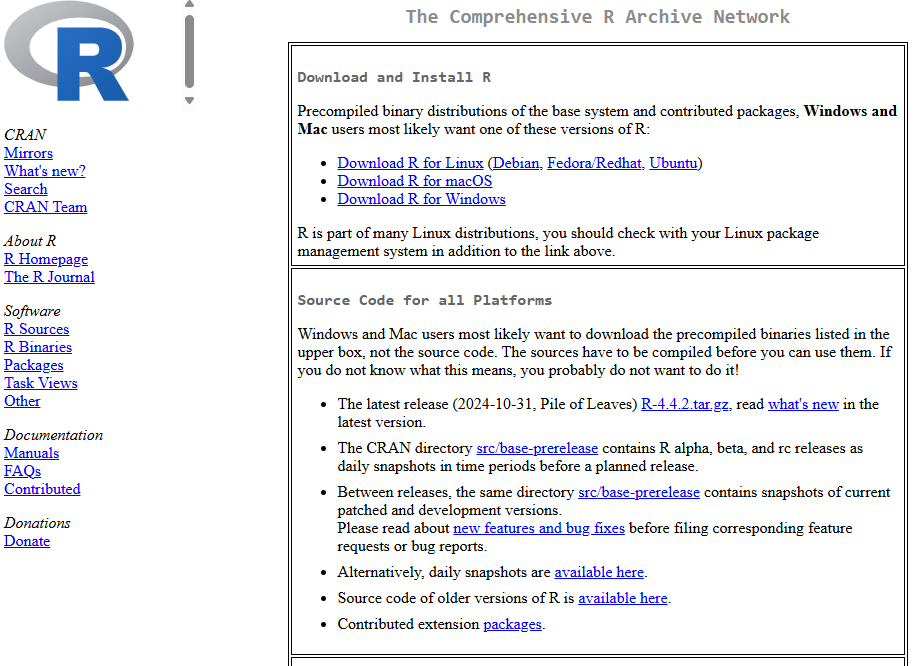 R
CRAN
Mirrors
What's new?
Search
CRAN Team
About R
R Homepage
The R Journal
Software
R Sources
R Binaries
Packages
Task Views
Other
Documentation
Manuals
FAQs
Contributed
Donations
Donate
The Comprehensive R Archive Network
Download and Install R
Precompiled binary distributions of the base system and contributed packages, Windows and
Mac users most likely want one of these versions of R:
• Download R for Linux (Debian, Fedora/Redhat, Ubuntu)
• Download R for macOS
• Download R for Windows
R is part of many Linux distributions, you should check with your Linux package
management system in addition to the link above.
Source Code for all Platforms
Windows and Mac users most likely want to download the precompiled binaries listed in the
upper box, not the source code. The sources have to be compiled before you can use them. If
you do not know what this means, you probably do not want to do it!
• The latest release (2024-10-31, Pile of Leaves) R-4.4.2.tar.gz, read what's new in the
latest version.
• The CRAN directory src/base-prerelease contains R alpha, beta, and rc releases as
daily snapshots in time periods before a planned release.
• Between releases, the same directory src/base-prerelease contains snapshots of current
patched and development versions.
Please read about new features and bug fixes before filing corresponding feature
requests or bug reports.
• Alternatively, daily snapshots are available here.
• Source code of older versions of R is available here.
• Contributed extension packages.